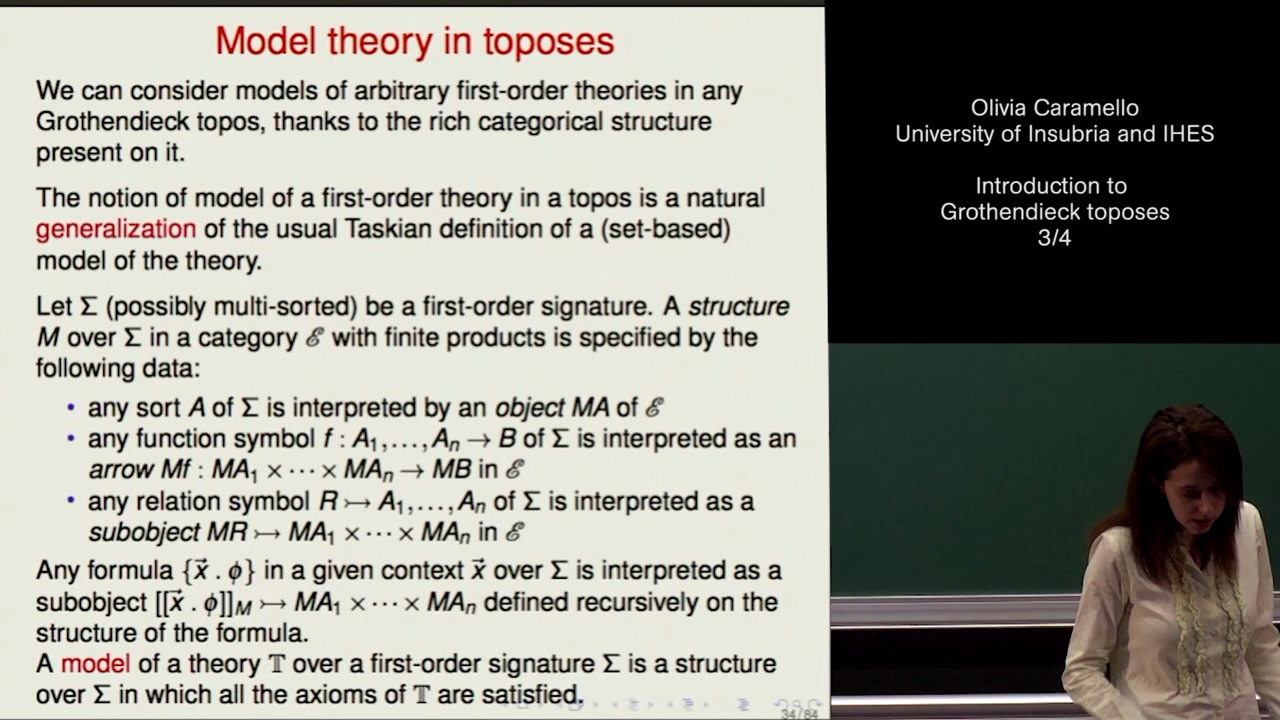 Model theory in toposes
We can consider models of arbitrary first-order theories in any
Grothendieck topos, thanks to the rich categorical structure
present on it.
The notion of model of a first-order theory in a topos is a natural
generalization of the usual Taskian definition of a (set-based)
model of the theory.
Let Σ (possibly multi-sorted) be a first-order signature. A structure
M over Σ in a category ℰ with finite products is specified by the
following data:
• any sort A of Σ is interpreted by an object MA of ℰ
• any function symbol f : A₁,…,Aₙ → B of Σ is interpreted as an
arrow Mf : MA₁ × ⋯ × MAₙ → MB in ℰ
• any relation symbol R ↣ A₁,…,Aₙ of Σ is interpreted as a
subobject MR ↣ MA₁ × ⋯ × MAₙ in ℰ
Any formula {x⃗ . ϕ} in a given context x⃗ over Σ is interpreted as a
subobject [[x⃗ . ϕ]]_M ↣ MA₁ × ⋯ × MAₙ defined recursively on the
structure of the formula.
A model of a theory 𝕋 over a first-order signature Σ is a structure
over Σ in which all the axioms of 𝕋 are satisfied.
34/84
Olivia Caramello
University of Insubria and IHES
Introduction to
Grothendieck toposes
3/4